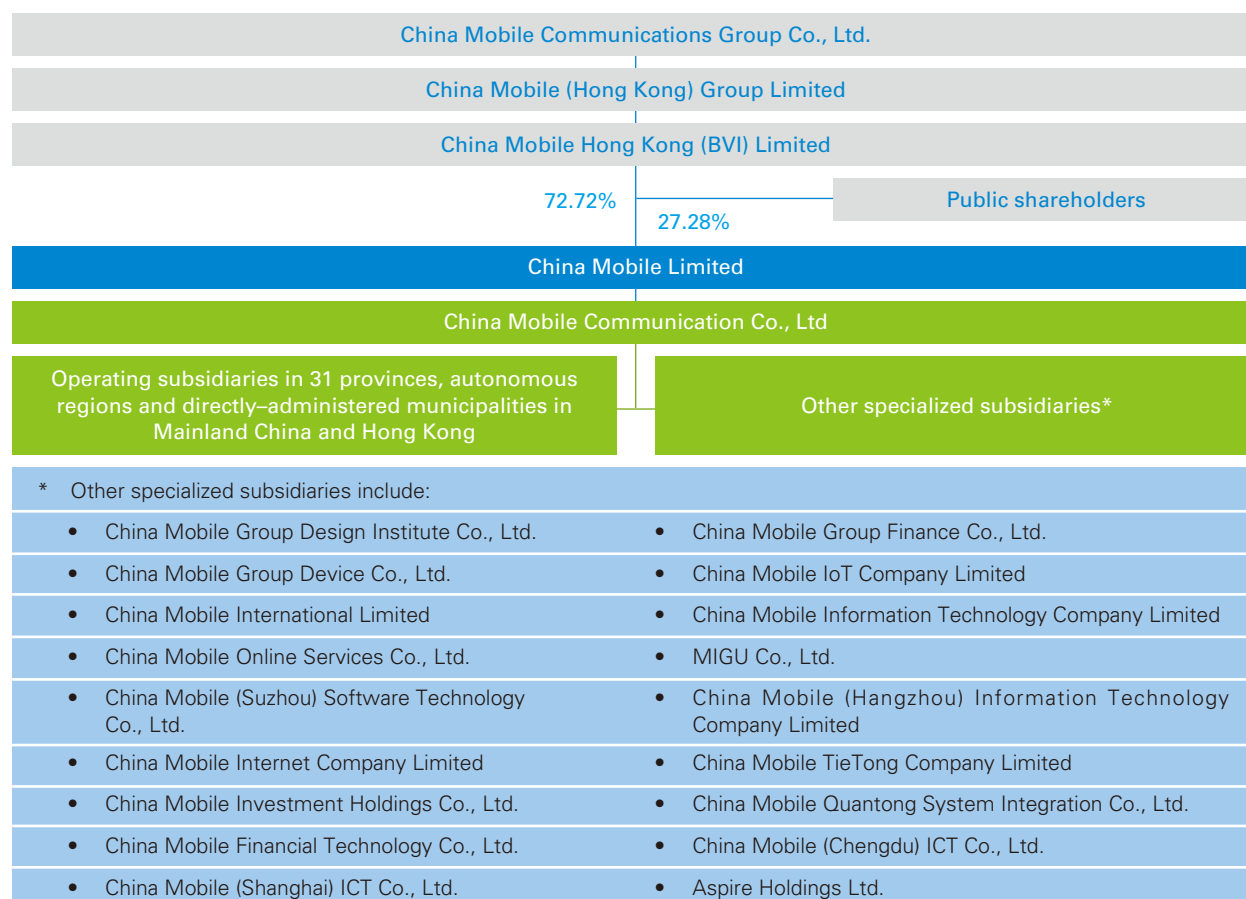 China Mobile Communications Group Co., Ltd.
China Mobile (Hong Kong) Group Limited
China Mobile Hong Kong (BVI) Limited
72.72%
Public shareholders
27.28%
China Mobile Limited
China Mobile Communication Co., Ltd
Operating subsidiaries in 31 provinces, autonomous
regions and directly–administered municipalities in
Mainland China and Hong Kong
Other specialized subsidiaries*
* Other specialized subsidiaries include:
• China Mobile Group Design Institute Co., Ltd.
• China Mobile Group Finance Co., Ltd.
• China Mobile Group Device Co., Ltd.
• China Mobile IoT Company Limited
• China Mobile International Limited
• China Mobile Information Technology Company Limited
• China Mobile Online Services Co., Ltd.
• MIGU Co., Ltd.
• China Mobile (Suzhou) Software Technology
Co., Ltd.
• China Mobile (Hangzhou) Information Technology
Company Limited
• China Mobile Internet Company Limited
• China Mobile TieTong Company Limited
• China Mobile Investment Holdings Co., Ltd.
• China Mobile Quantong System Integration Co., Ltd.
• China Mobile Financial Technology Co., Ltd.
• China Mobile (Chengdu) ICT Co., Ltd.
• China Mobile (Shanghai) ICT Co., Ltd.
• Aspire Holdings Ltd.